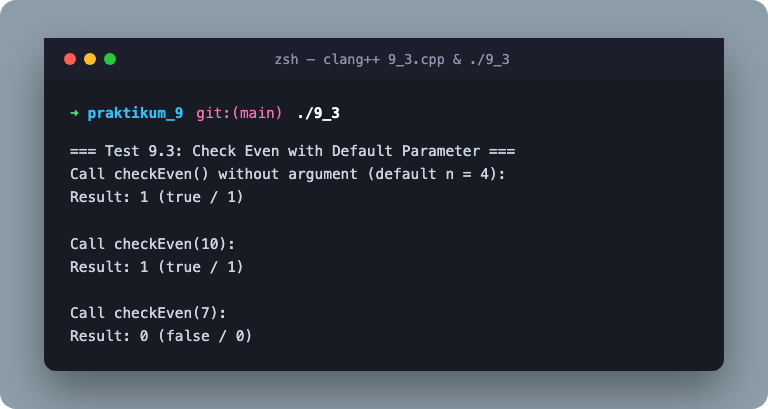 zsh — clang++ 9_3.cpp & ./9_3
➜ praktikum_9 git:(main) ./9_3
=== Test 9.3: Check Even with Default Parameter ===
Call checkEven() without argument (default n = 4):
Result: 1 (true / 1)
Call checkEven(10):
Result: 1 (true / 1)
Call checkEven(7):
Result: 0 (false / 0)